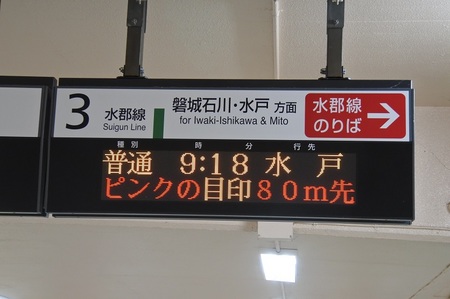 3 水郡線 磐城石川・水戸 方面 水郡線
Suigun Line for Iwaki-Ishikawa & Mito のりば
種別 時 分 行先
普通 9:18 水 戸
ピンクの目印80m先